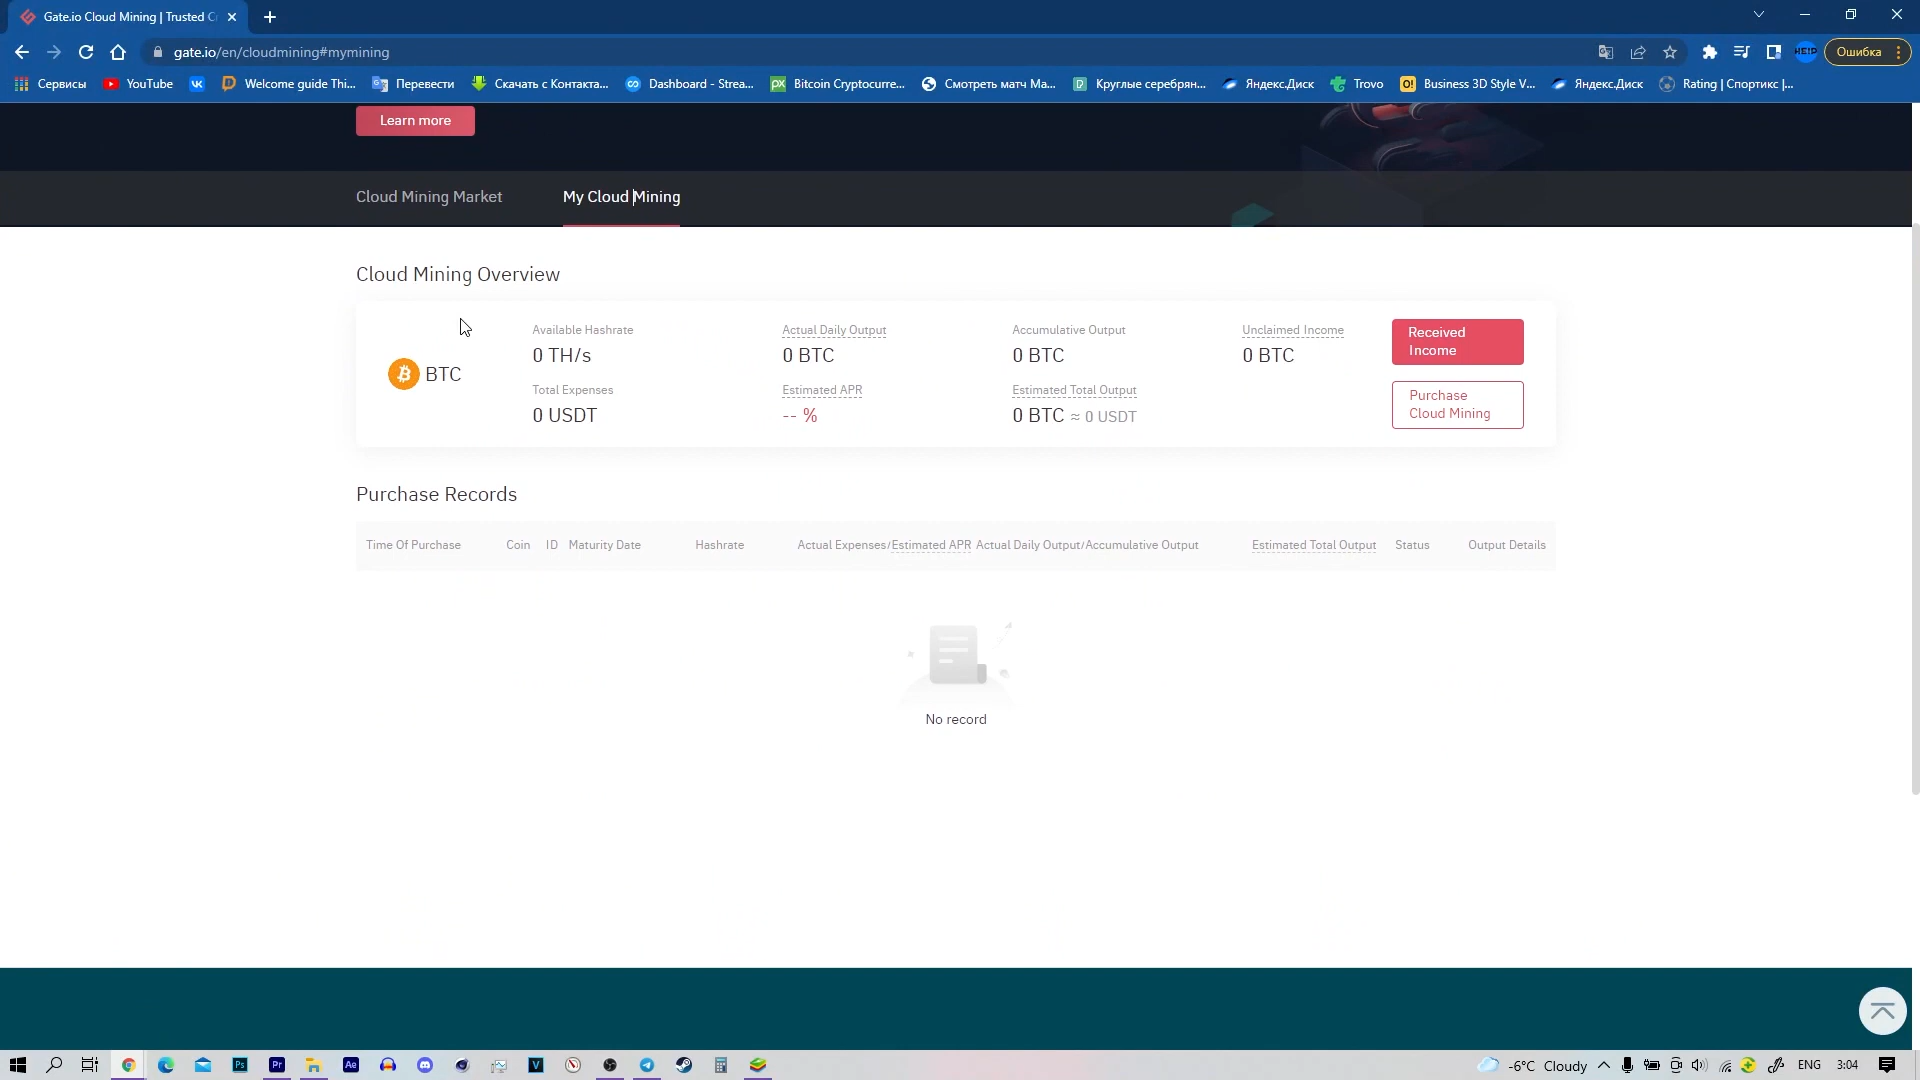 Gate.io Cloud Mining | Trusted C
gate.io/en/cloudmining#mymining
HE!P
Ошибка
Сервисы
YouTube
Welcome guide Thi...
Перевести
Скачать с Контакта...
Dashboard - Strea...
Bitcoin Cryptocurre...
Смотреть матч Ма...
Круглые серебрян...
Яндекс.Диск
Trovo
Business 3D Style V...
Яндекс.Диск
Rating | Спортикс |...
Learn more
Cloud Mining Market
My Cloud Mining
Cloud Mining Overview
BTC
Available Hashrate
0 TH/s
Total Expenses
0 USDT
Actual Daily Output
0 BTC
Estimated APR
-- %
Accumulative Output
0 BTC
Estimated Total Output
0 BTC ≈ 0 USDT
Unclaimed Income
0 BTC
Received
Income
Purchase
Cloud Mining
Purchase Records
Time Of Purchase
Coin
ID
Maturity Date
Hashrate
Actual Expenses/Estimated APR
Actual Daily Output/Accumulative Output
Estimated Total Output
Status
Output Details
No record
Ps
Pr
Ae
V
-6°C Cloudy
ENG
3:04